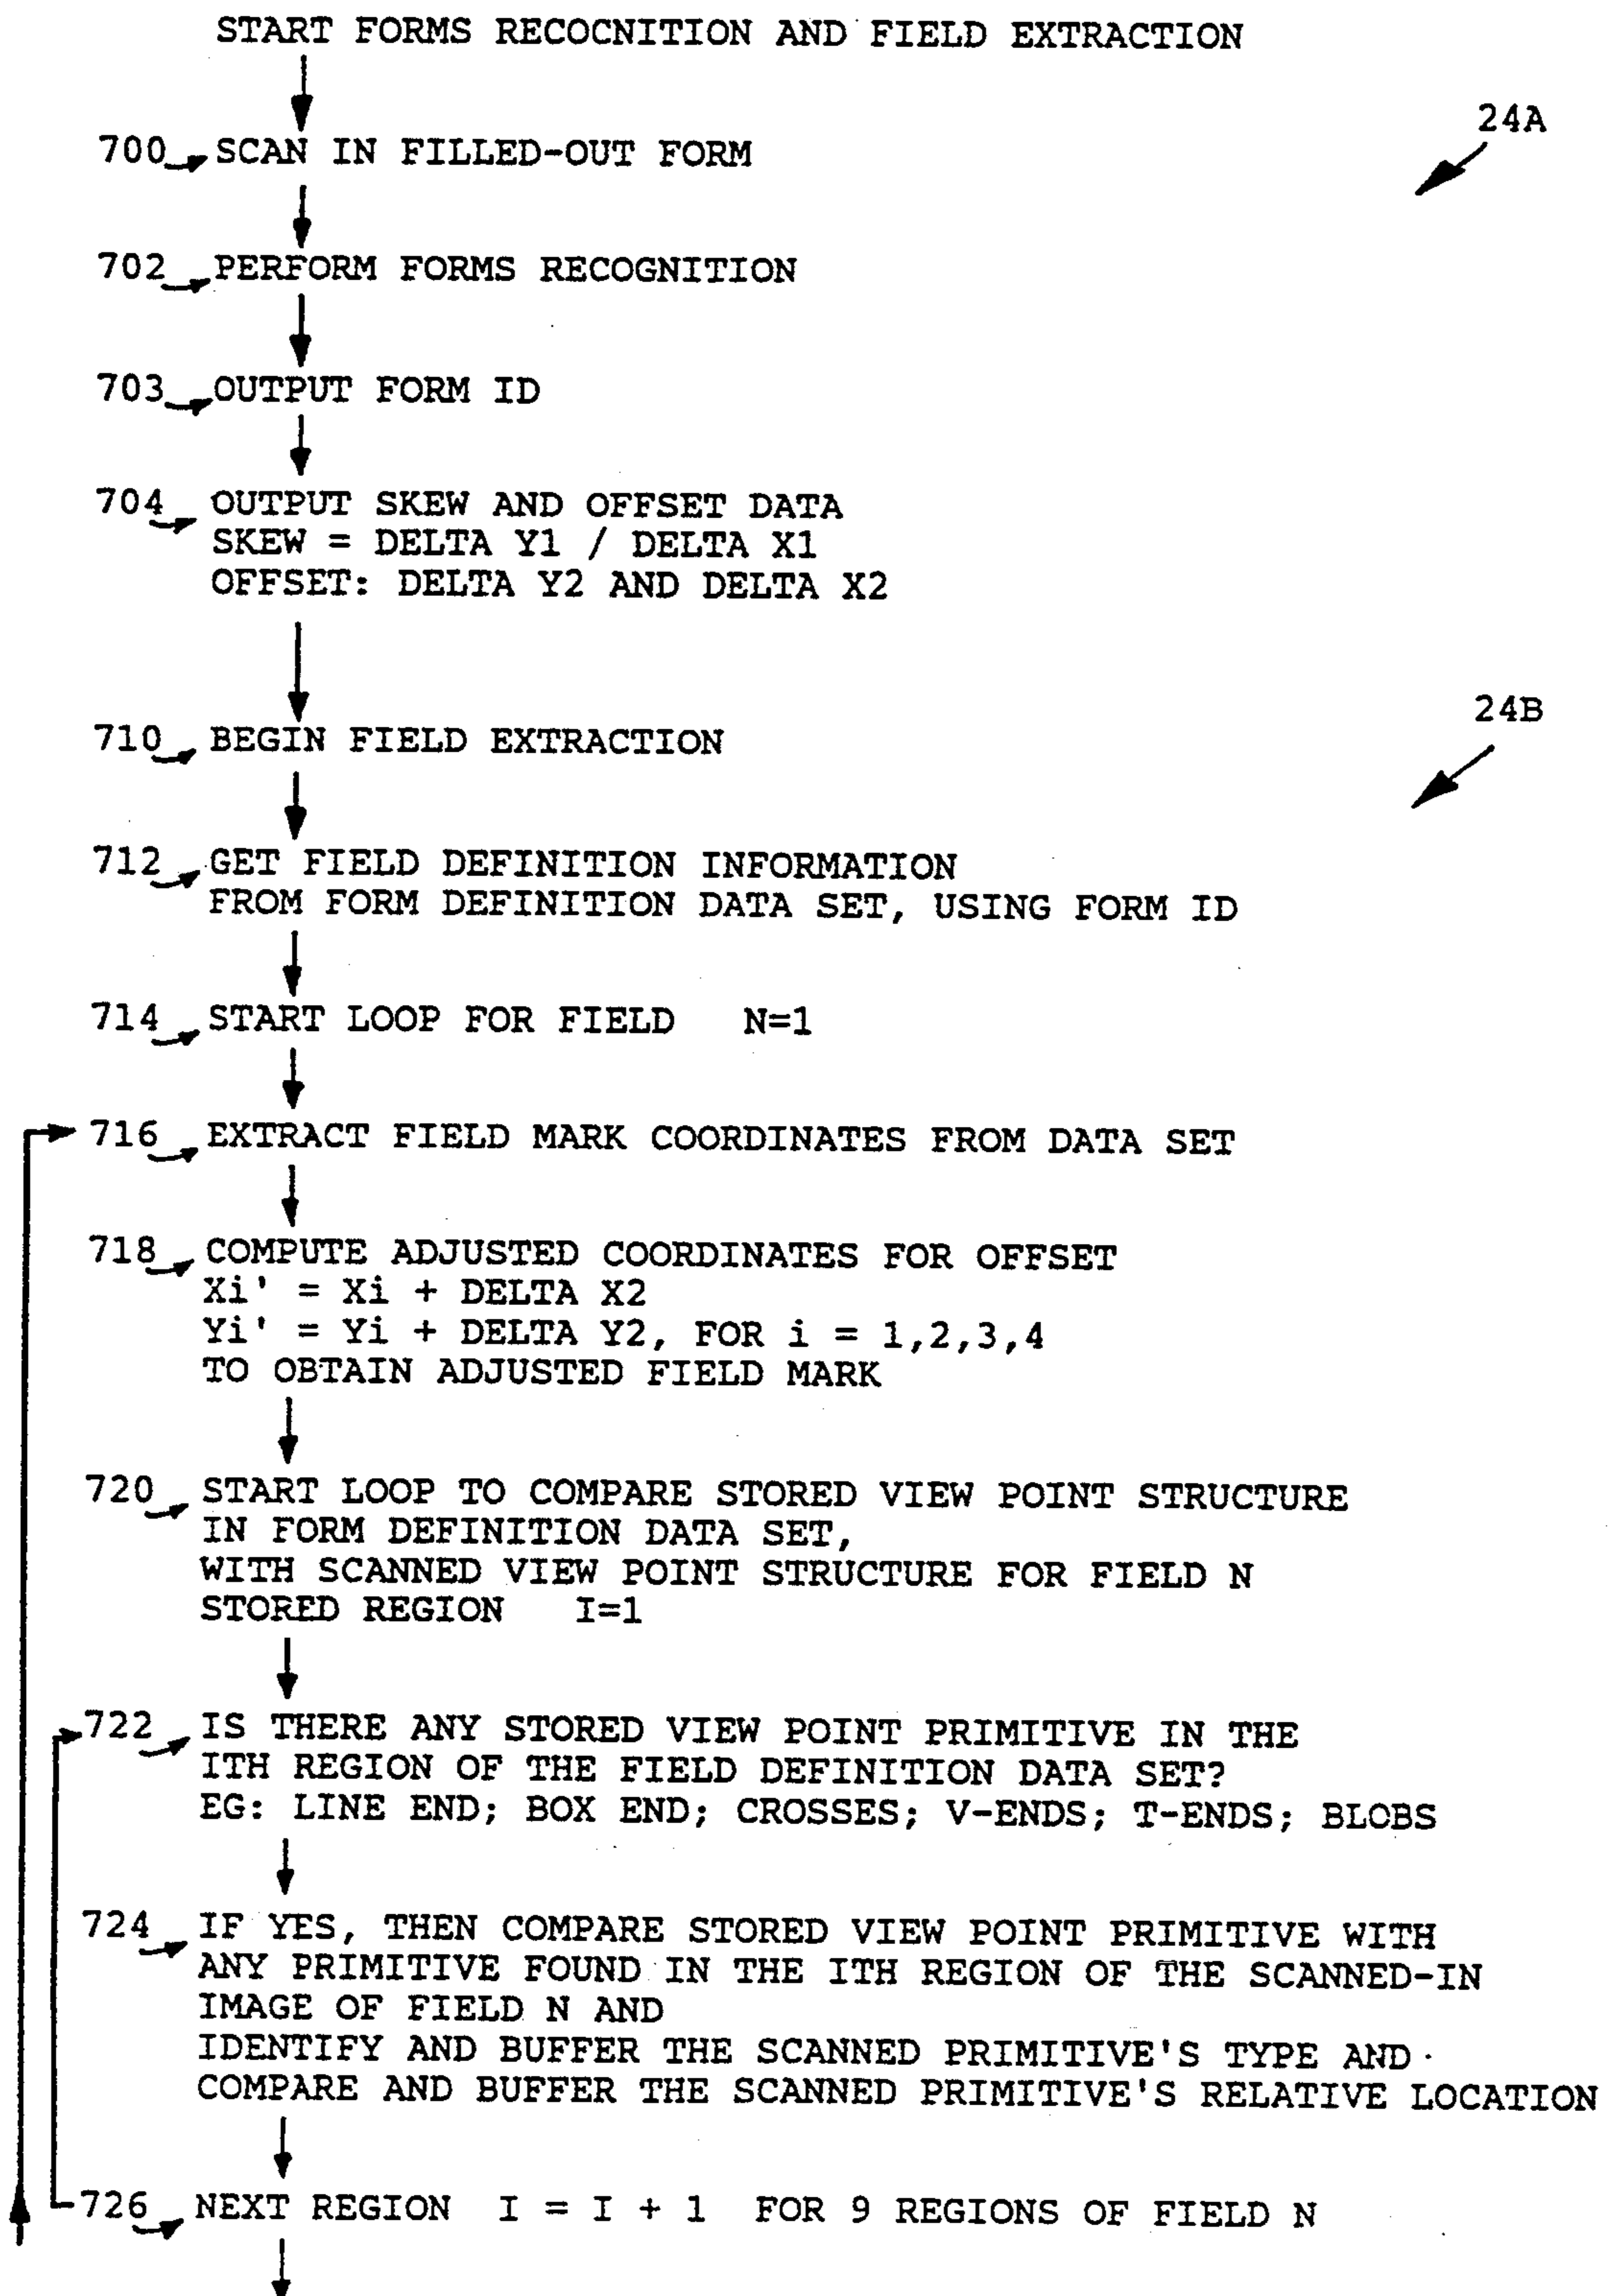 START FORMS RECOCNITION AND FIELD EXTRACTION
24A
700 SCAN IN FILLED-OUT FORM
702 PERFORM FORMS RECOGNITION
703 OUTPUT FORM ID
704 OUTPUT SKEW AND OFFSET DATA
SKEW = DELTA Y1 / DELTA X1
OFFSET: DELTA Y2 AND DELTA X2
24B
710 BEGIN FIELD EXTRACTION
712 GET FIELD DEFINITION INFORMATION
FROM FORM DEFINITION DATA SET, USING FORM ID
714 START LOOP FOR FIELD N=1
716 EXTRACT FIELD MARK COORDINATES FROM DATA SET
718 COMPUTE ADJUSTED COORDINATES FOR OFFSET
Xi' = Xi + DELTA X2
Yi' = Yi + DELTA Y2, FOR i = 1,2,3,4
TO OBTAIN ADJUSTED FIELD MARK
720 START LOOP TO COMPARE STORED VIEW POINT STRUCTURE
IN FORM DEFINITION DATA SET,
WITH SCANNED VIEW POINT STRUCTURE FOR FIELD N
STORED REGION I=1
722 IS THERE ANY STORED VIEW POINT PRIMITIVE IN THE
ITH REGION OF THE FIELD DEFINITION DATA SET?
EG: LINE END; BOX END; CROSSES; V-ENDS; T-ENDS; BLOBS
724 IF YES, THEN COMPARE STORED VIEW POINT PRIMITIVE WITH
ANY PRIMITIVE FOUND IN THE ITH REGION OF THE SCANNED-IN
IMAGE OF FIELD N AND
IDENTIFY AND BUFFER THE SCANNED PRIMITIVE'S TYPE AND
COMPARE AND BUFFER THE SCANNED PRIMITIVE'S RELATIVE LOCATION
726 NEXT REGION I = I + 1 FOR 9 REGIONS OF FIELD N